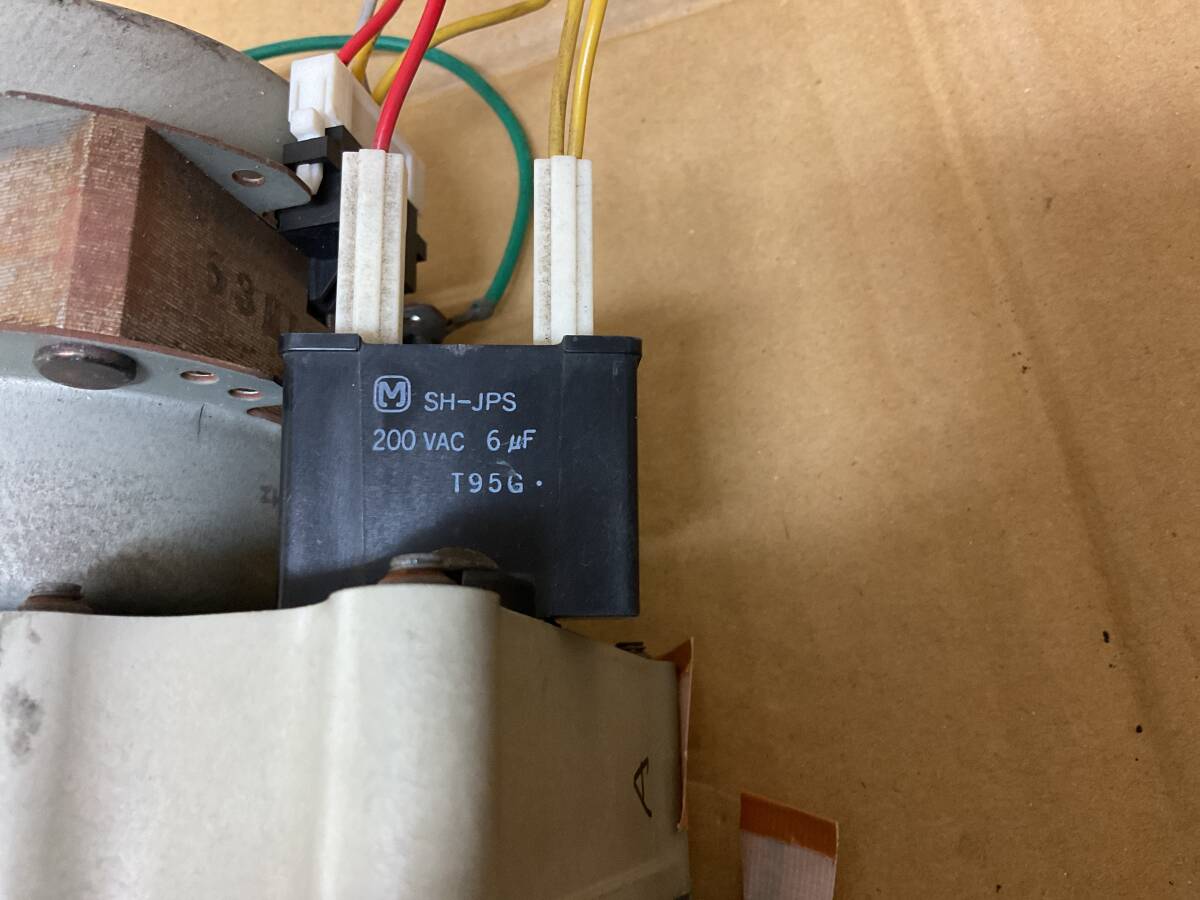 M SH-JPS
200 VAC 6 μF
T95G·
A